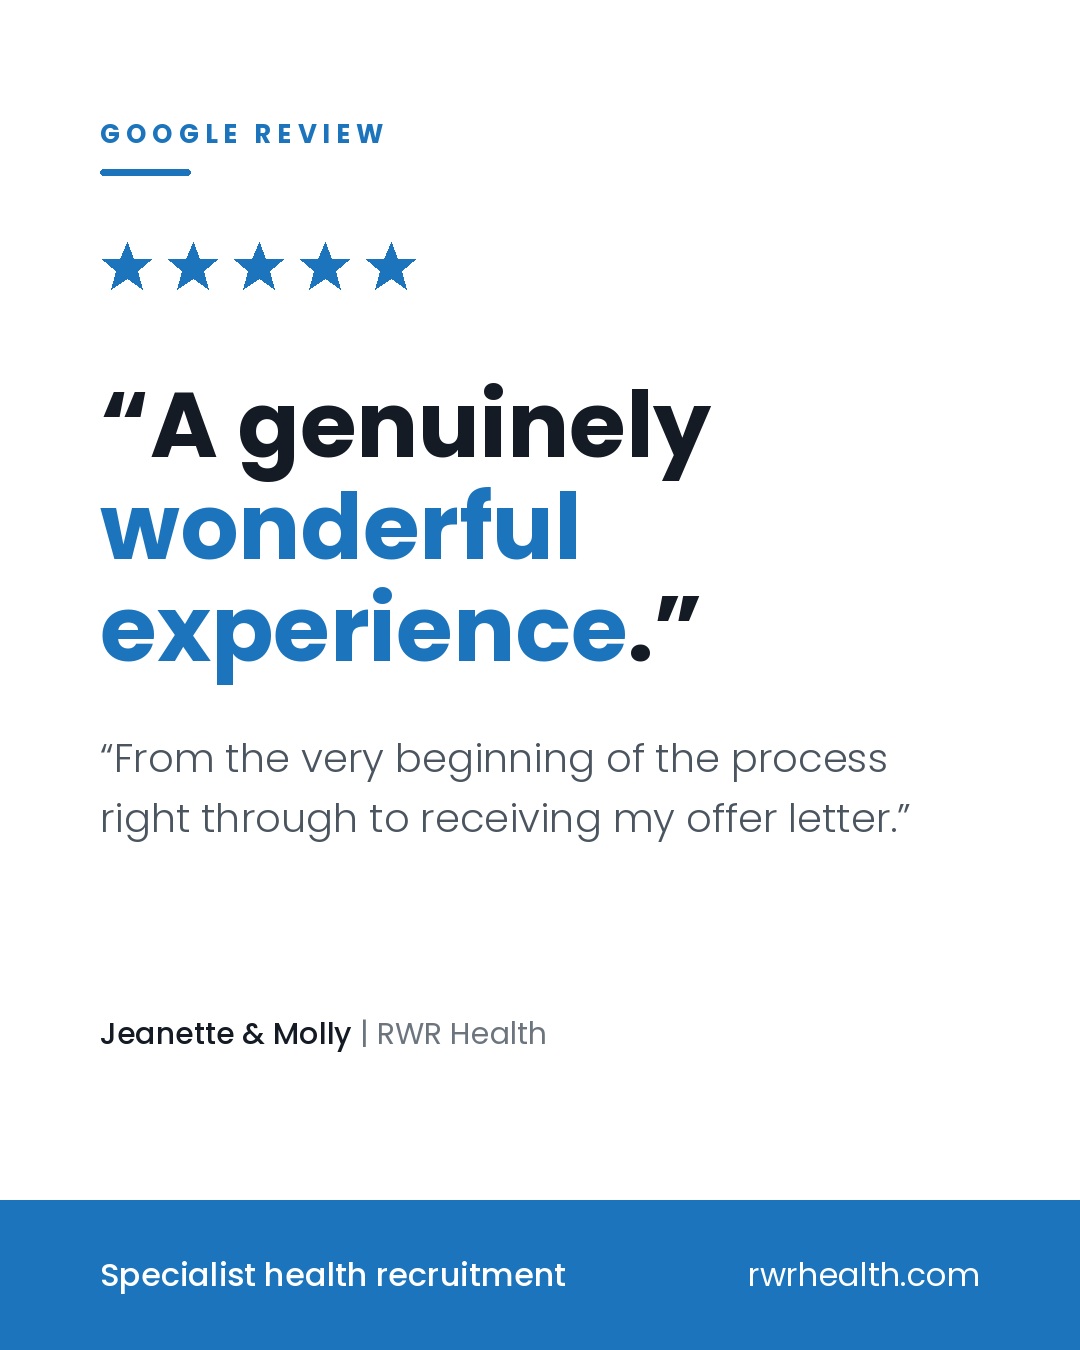 GOOGLE REVIEW
“A genuinely
wonderful
experience.”
“From the very beginning of the process
right through to receiving my offer letter.”
Jeanette & Molly | RWR Health
Specialist health recruitment
rwrhealth.com